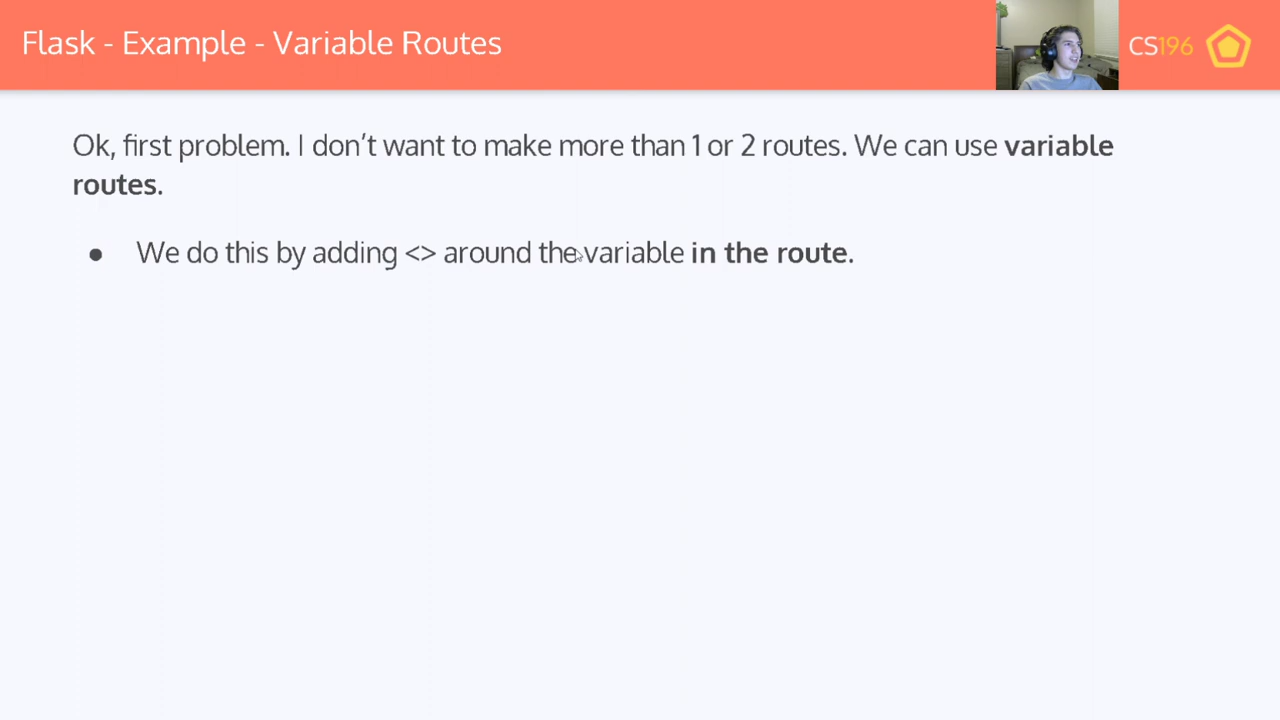 Flask - Example - Variable Routes
CS196
Ok, first problem. I don't want to make more than 1 or 2 routes. We can use variable
routes.
● We do this by adding <> around the variable in the route.